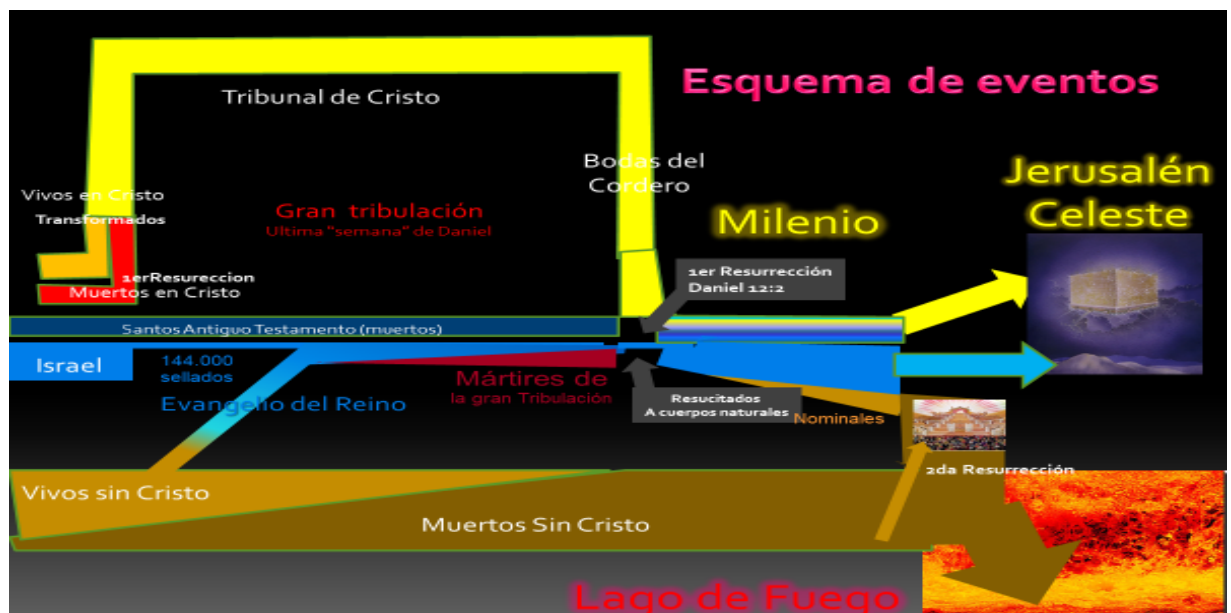 Esquema de eventos
Tribunal de Cristo
Bodas del
Cordero
Jerusalén
Celeste
Vivos en Cristo
Transformados
Gran tribulación
Ultima "semana" de Daniel
Milenio
1erResureccion
Muertos en Cristo
1er Resurrección
Daniel 12:2
Santos Antiguo Testamento (muertos)
Israel
144.000
sellados
Evangelio del Reino
Mártires de
la gran Tribulación
Resucitados
A cuerpos naturales
Nominales
2da Resurrección
Vivos sin Cristo
Muertos Sin Cristo
Lago de Fuego